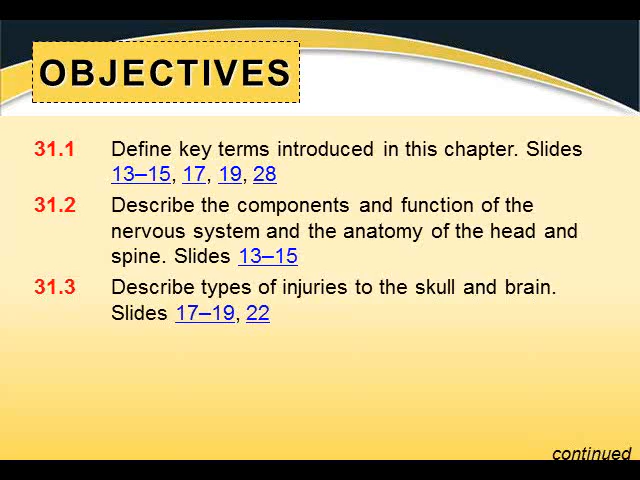 OBJECTIVES
31.1 Define key terms introduced in this chapter. Slides
13–15, 17, 19, 28
31.2 Describe the components and function of the
nervous system and the anatomy of the head and
spine. Slides 13–15
31.3 Describe types of injuries to the skull and brain.
Slides 17–19, 22
continued